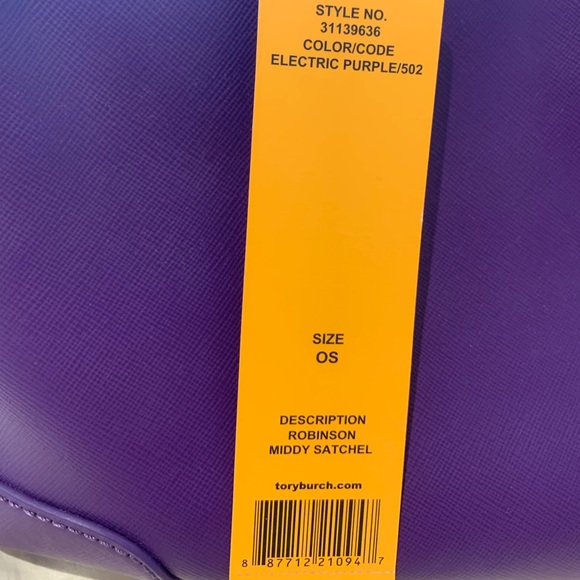 STYLE NO.
31139636
COLOR/CODE
ELECTRIC PURPLE/502
SIZE
OS
DESCRIPTION
ROBINSON
MIDDY SATCHEL
toryburch.com
8 87712 21094 7